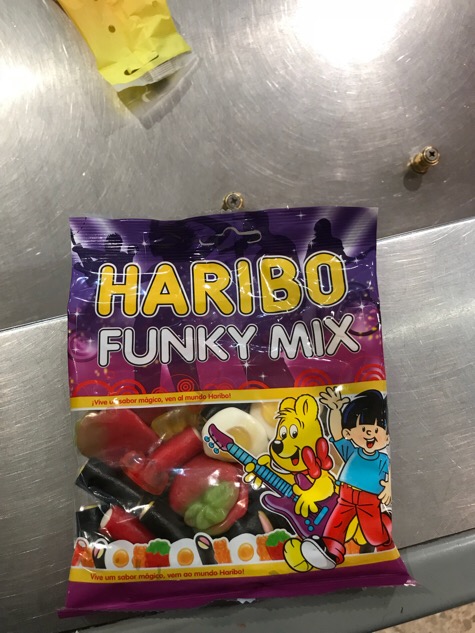 HARIBO
FUNKY MIX
¡Vive un sabor mágico, ven al mundo Haribo!
Vive um sabor mágico, vem ao mundo Haribo!